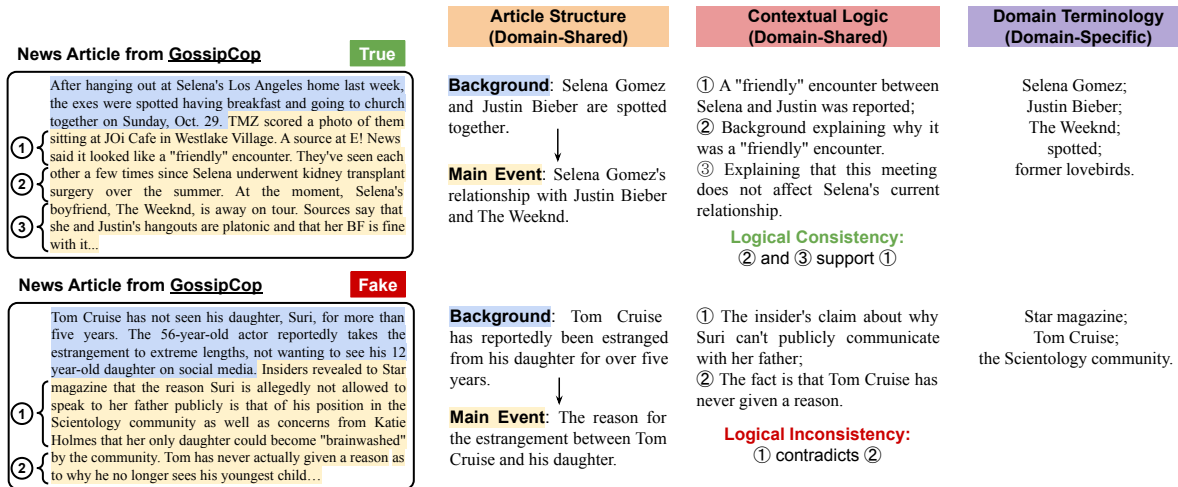 Article Structure
(Domain-Shared)
Contextual Logic
(Domain-Shared)
Domain Terminology
(Domain-Specific)
News Article from GossipCop
True
After hanging out at Selena's Los Angeles home last week,
the exes were spotted having breakfast and going to church
together on Sunday, Oct. 29. TMZ scored a photo of them
sitting at JOi Cafe in Westlake Village. A source at E! News
said it looked like a "friendly" encounter. They've seen each
other a few times since Selena underwent kidney transplant
surgery over the summer. At the moment, Selena's
boyfriend, The Weeknd, is away on tour. Sources say that
she and Justin's hangouts are platonic and that her BF is fine
with it...
①
②
③
Background: Selena Gomez
and Justin Bieber are spotted
together.
Main Event: Selena Gomez's
relationship with Justin Bieber
and The Weeknd.
① A "friendly" encounter between
Selena and Justin was reported;
② Background explaining why it
was a "friendly" encounter.
③ Explaining that this meeting
does not affect Selena's current
relationship.
Logical Consistency:
② and ③ support ①
Selena Gomez;
Justin Bieber;
The Weeknd;
spotted;
former lovebirds.
News Article from GossipCop
Fake
Tom Cruise has not seen his daughter, Suri, for more than
five years. The 56-year-old actor reportedly takes the
estrangement to extreme lengths, not wanting to see his 12
year-old daughter on social media. Insiders revealed to Star
magazine that the reason Suri is allegedly not allowed to
speak to her father publicly is that of his position in the
Scientology community as well as concerns from Katie
Holmes that her only daughter could become "brainwashed"
by the community. Tom has never actually given a reason as
to why he no longer sees his youngest child…
①
②
Background: Tom Cruise
has reportedly been estranged
from his daughter for over five
years.
Main Event: The reason for
the estrangement between Tom
Cruise and his daughter.
① The insider's claim about why
Suri can't publicly communicate
with her father;
② The fact is that Tom Cruise has
never given a reason.
Logical Inconsistency:
① contradicts ②
Star magazine;
Tom Cruise;
the Scientology community.